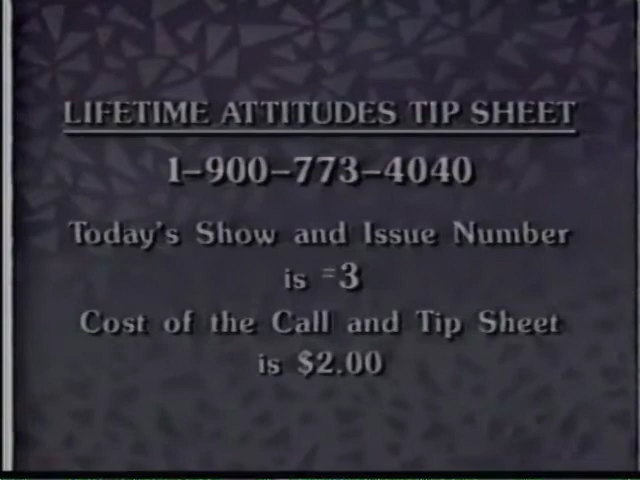 LIFETIME ATTITUDES TIP SHEET
1-900-773-4040
Today's Show and Issue Number
is #3
Cost of the Call and Tip Sheet
is $2.00